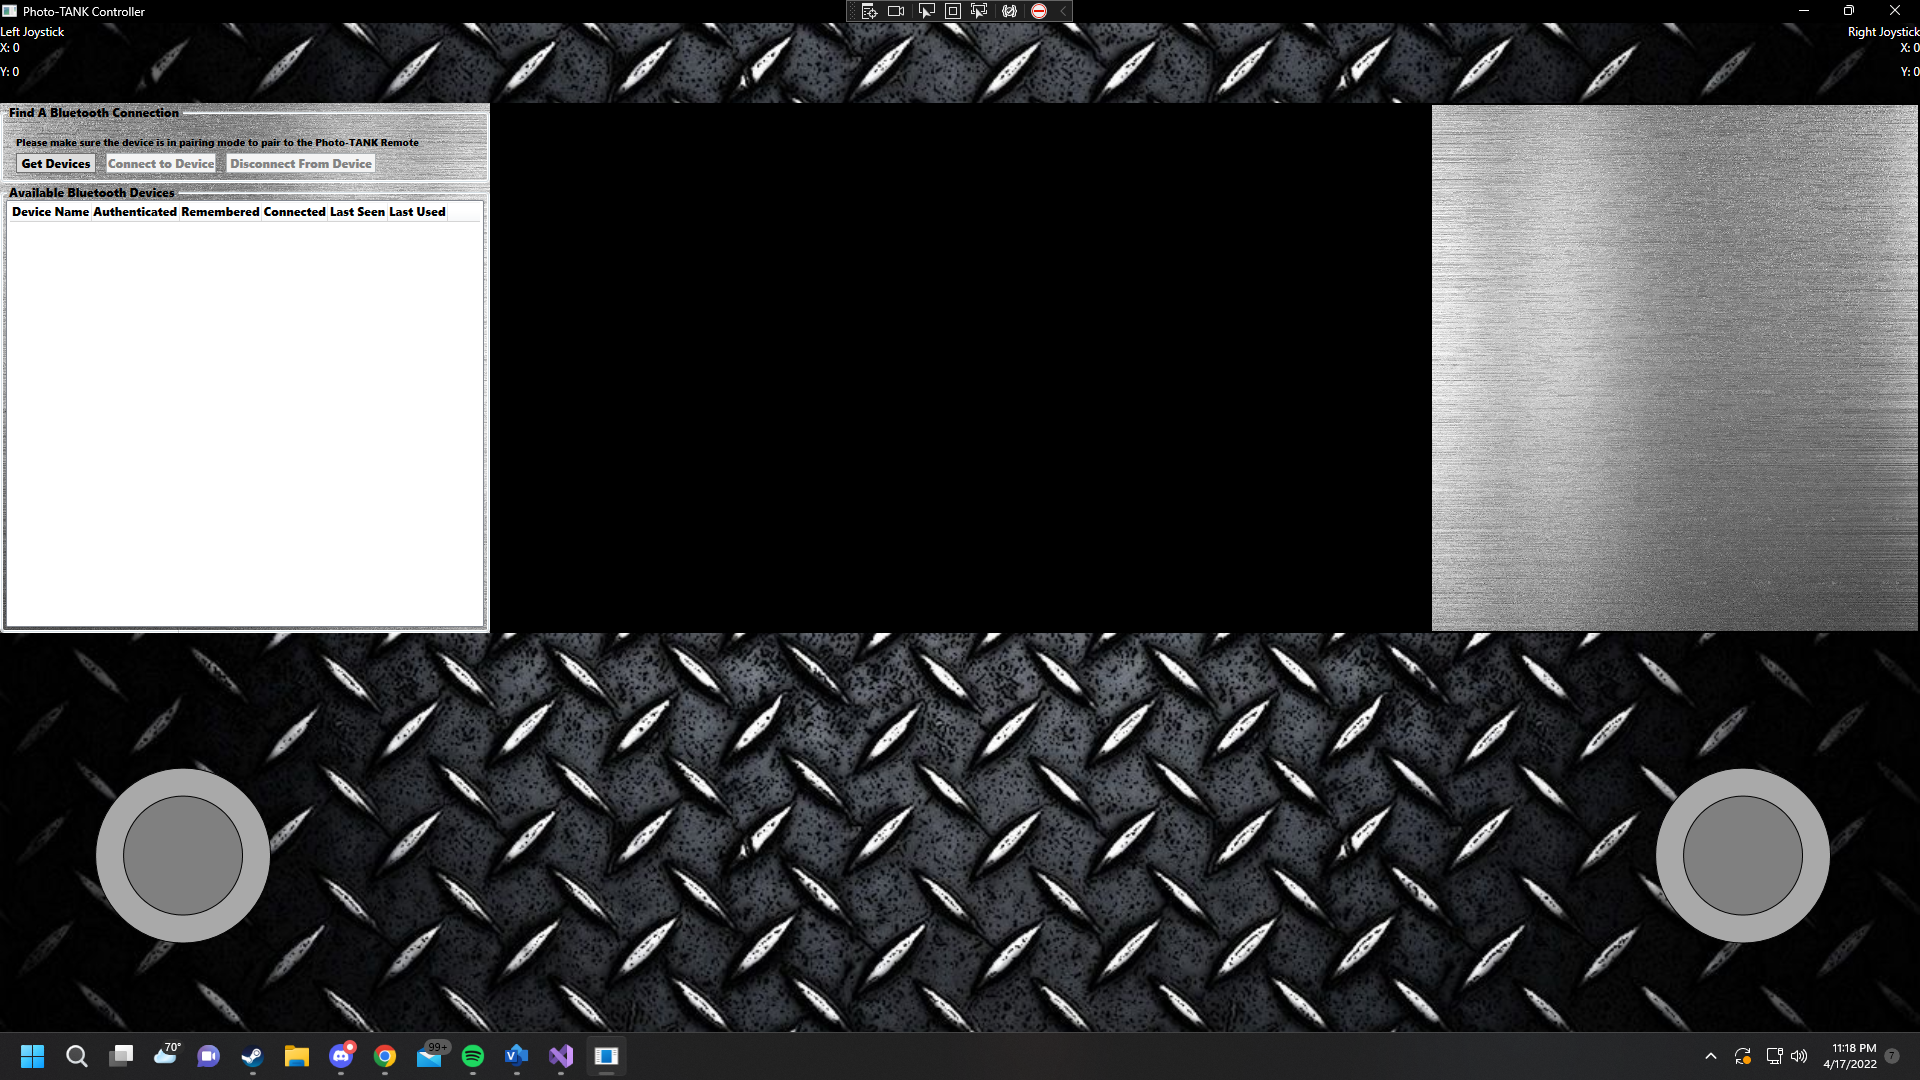 Photo-TANK Controller
Left Joystick
X: 0
Y: 0
Right Joystick
X: 0
Y: 0
Find A Bluetooth Connection
Please make sure the device is in pairing mode to pair to the Photo-TANK Remote
Get Devices Connect to Device Disconnect From Device
Available Bluetooth Devices
Device Name Authenticated Remembered Connected Last Seen Last Used
70°
99+
11:18 PM
4/17/2022
7